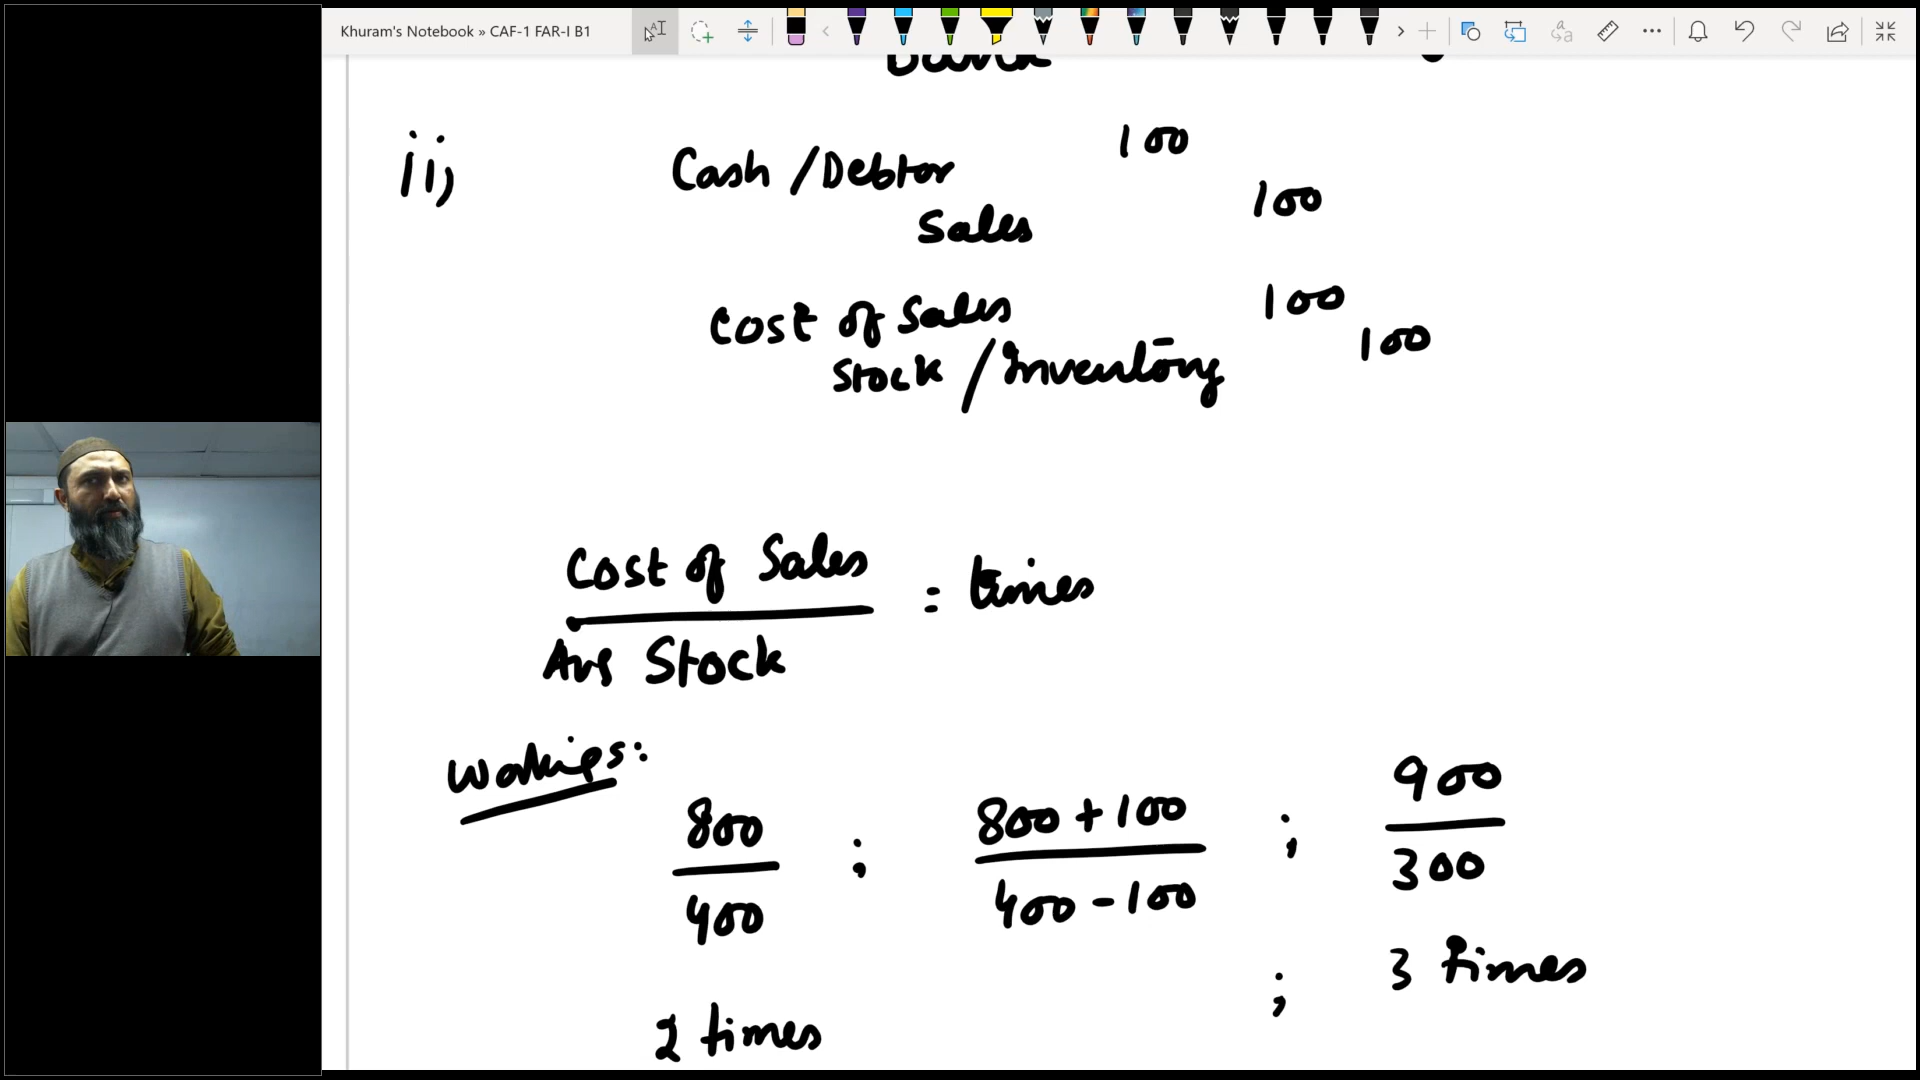 Khuram's Notebook » CAF-1 FAR-I B1
ii, Cash / Debtor 100
Sales 100
Cost of Sales 100
Stock / Inventory 100
Cost of Sales
= times
Avg Stock
Workings:
800 ; 800 + 100 ; 900
400 400 - 100 300
2 times ; 3 times